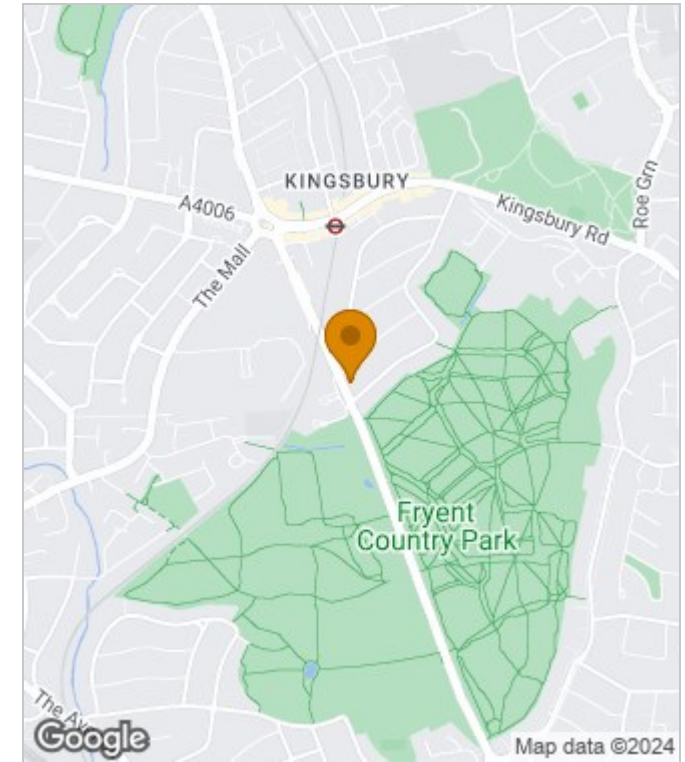 KINGSBURY
A4006
Kingsbury Rd
Roe Grn
The Mall
Fryent
Country Park
The Av
Google
Map data ©2024